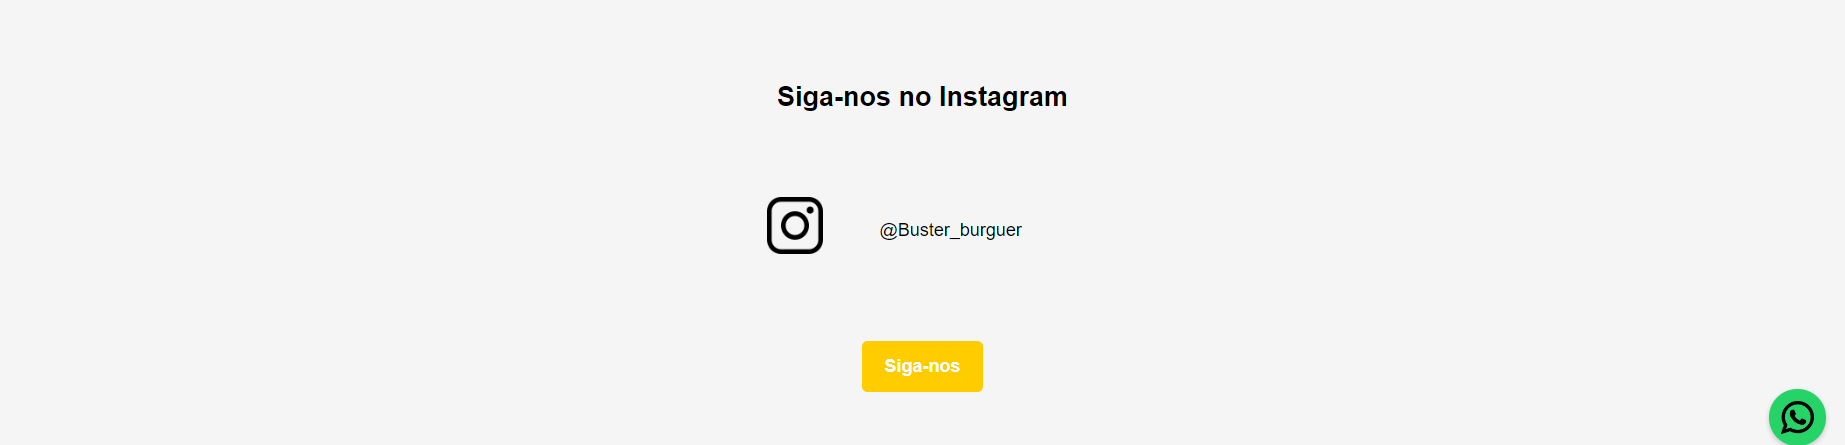 Siga-nos no Instagram
@Buster_burguer
Siga-nos